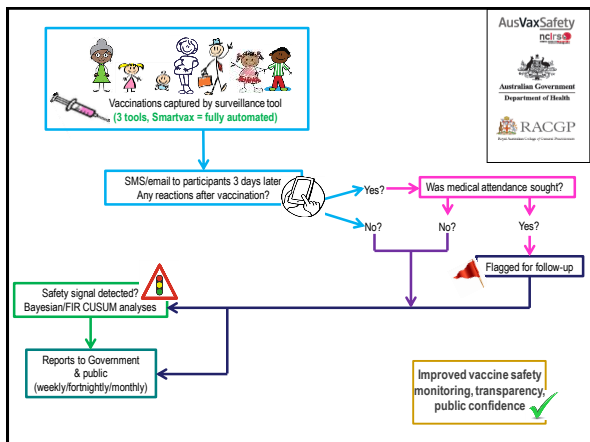 AusVaxSafety
ncirs
Australian Government
Department of Health
RACGP
Vaccinations captured by surveillance tool
(3 tools, Smartvax = fully automated)
SMS/email to participants 3 days later
Any reactions after vaccination?
Yes?
Was medical attendance sought?
No?
No?
Yes?
Flagged for follow-up
Safety signal detected?
Bayesian/FIR CUSUM analyses
Reports to Government
& public
(weekly/fortnightly/monthly)
Improved vaccine safety
monitoring, transparency,
public confidence